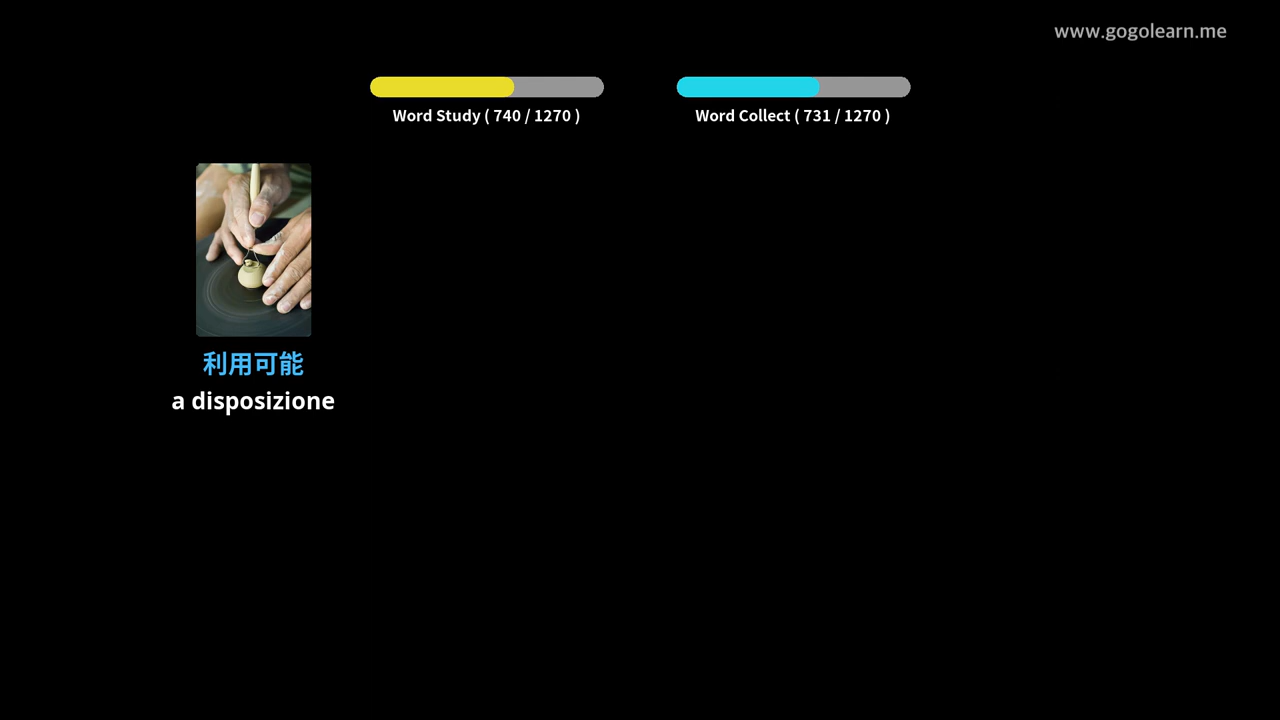 www.gogolearn.me
Word Study ( 740 / 1270 )
Word Collect ( 731 / 1270 )
利用可能
a disposizione